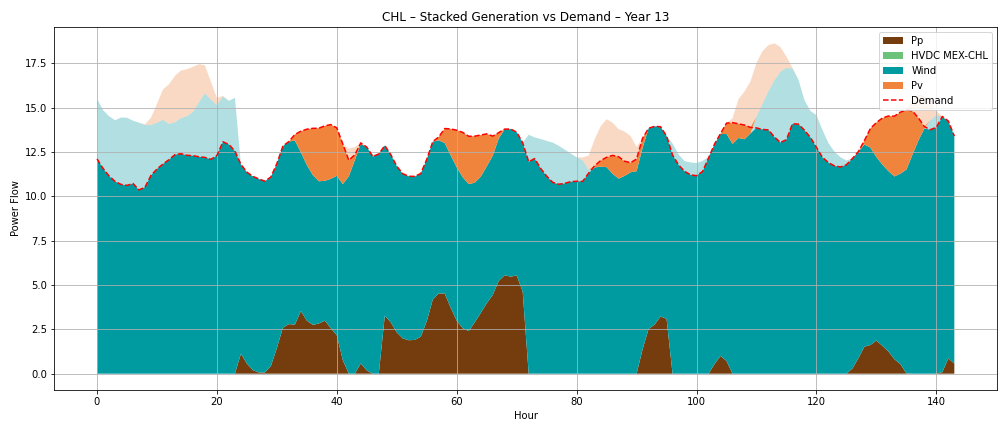 CHL – Stacked Generation vs Demand – Year 13
Power Flow
17.5
15.0
12.5
10.0
7.5
5.0
2.5
0.0
0
20
40
60
80
100
120
140
Hour
Pp
HVDC MEX-CHL
Wind
Pv
Demand